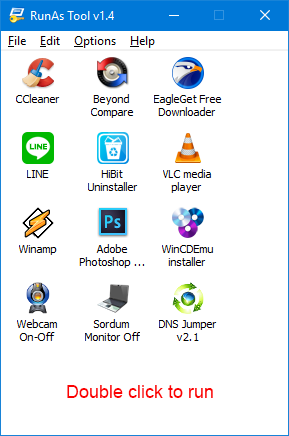 RunAs Tool v1.4
File Edit Options Help
CCleaner
Beyond
Compare
EagleGet Free
Downloader
LINE
LINE
HiBit
Uninstaller
VLC media
player
Winamp
Ps
Adobe
Photoshop ...
WinCDEmu
installer
Webcam
On-Off
Sordum
Monitor Off
DNS Jumper
v2.1
Double click to run